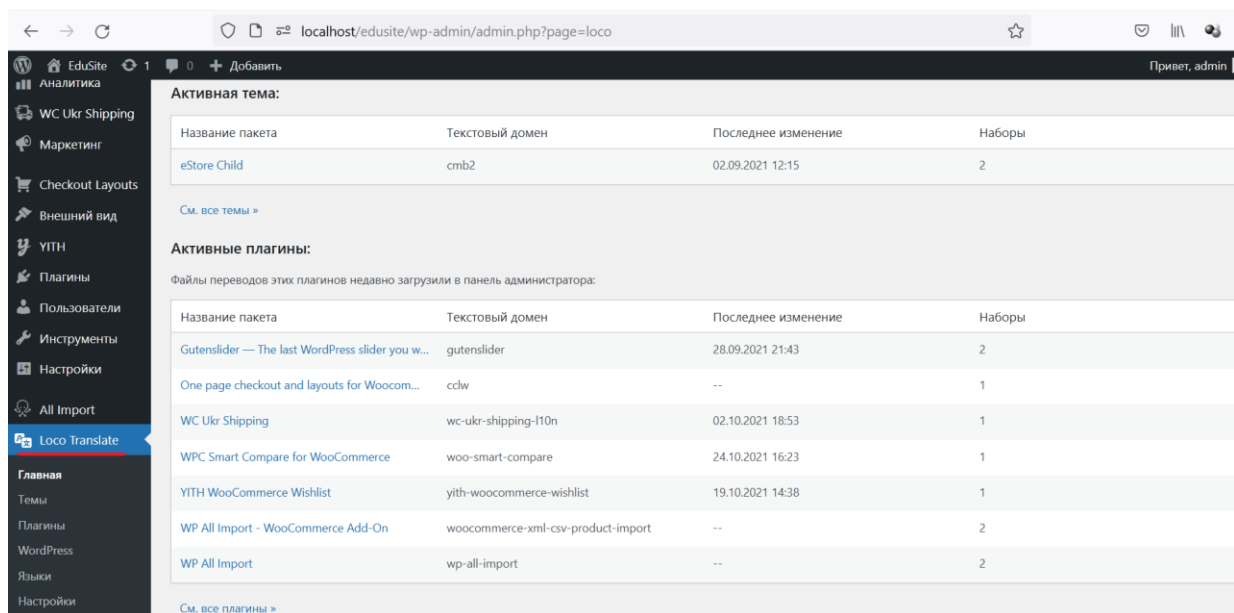 localhost/edusite/wp-admin/admin.php?page=loco
EduSite 1 0 + Добавить Привет, admin
Аналитика
WC Ukr Shipping
Маркетинг
Checkout Layouts
Внешний вид
YITH
Плагины
Пользователи
Инструменты
Настройки
All Import
Loco Translate
Главная
Темы
Плагины
WordPress
Языки
Настройки
Активная тема:
Название пакета Текстовый домен Последнее изменение Наборы
eStore Child cmb2 02.09.2021 12:15 2
См. все темы »
Активные плагины:
Файлы переводов этих плагинов недавно загрузили в панель администратора:
Название пакета Текстовый домен Последнее изменение Наборы
Gutenslider — The last WordPress slider you w... gutenslider 28.09.2021 21:43 2
One page checkout and layouts for Woocom... cclw -- 1
WC Ukr Shipping wc-ukr-shipping-l10n 02.10.2021 18:53 1
WPC Smart Compare for WooCommerce woo-smart-compare 24.10.2021 16:23 1
YITH WooCommerce Wishlist yith-woocommerce-wishlist 19.10.2021 14:38 1
WP All Import - WooCommerce Add-On woocommerce-xml-csv-product-import -- 2
WP All Import wp-all-import -- 2
См. все плагины »